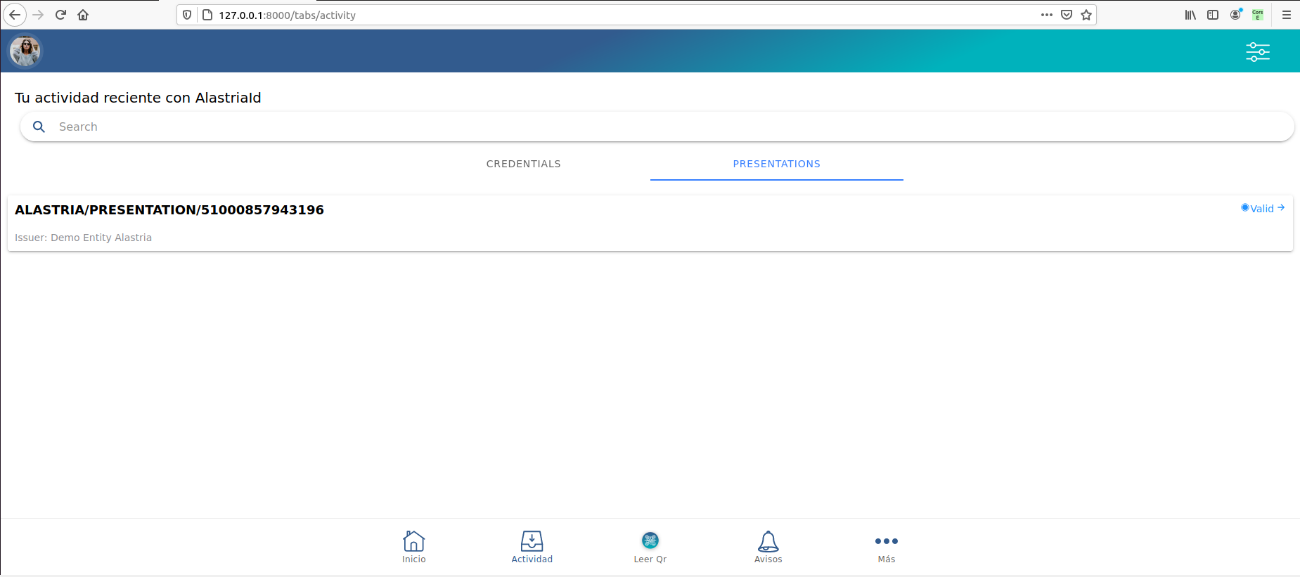 127.0.0.1:8000/tabs/activity
Tu actividad reciente con AlastriaId
Search
CREDENTIALS
PRESENTATIONS
ALASTRIA/PRESENTATION/51000857943196
Valid
Issuer: Demo Entity Alastria
Inicio
Actividad
Leer Qr
Avisos
Más